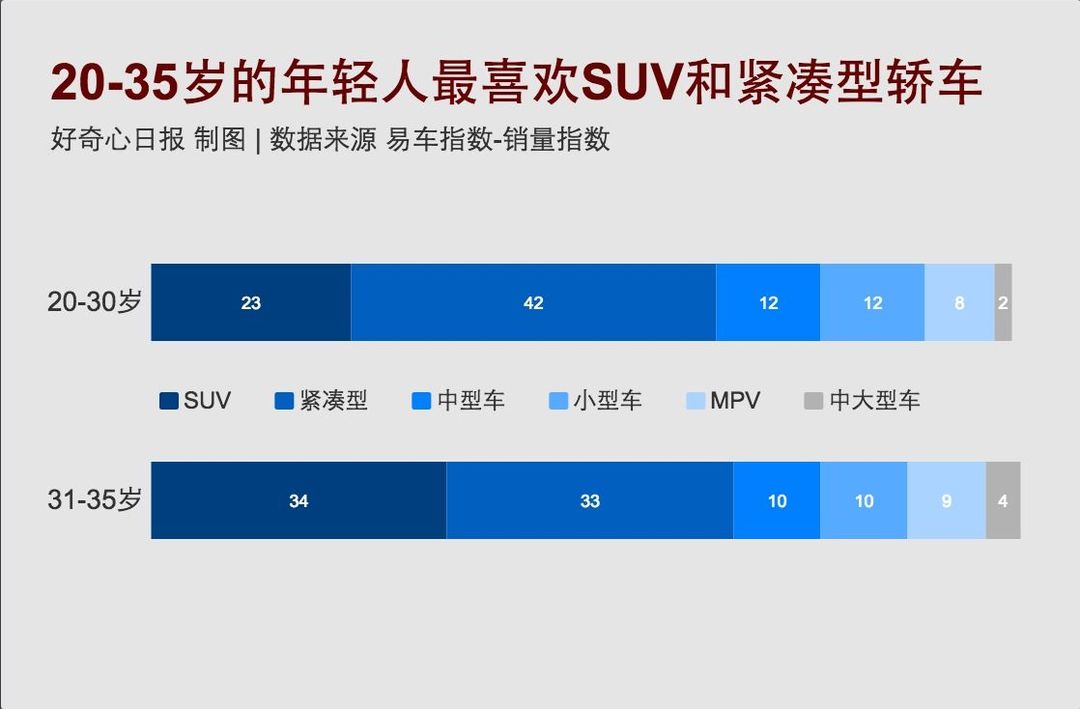 20-35岁的年轻人最喜欢SUV和紧凑型轿车
好奇心日报 制图 | 数据来源 易车指数-销量指数
20-30岁 23 42 12 12 8 2
SUV 紧凑型 中型车 小型车 MPV 中大型车
31-35岁 34 33 10 10 9 4